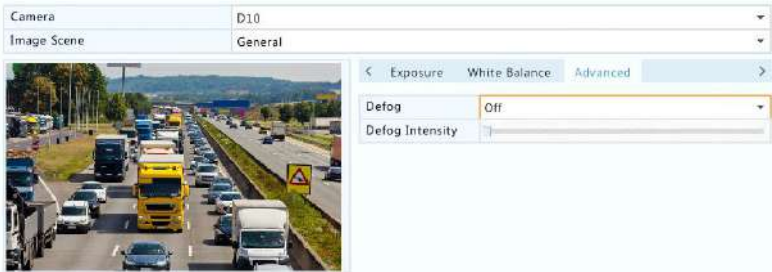 Camera D10
Image Scene General
< Exposure White Balance Advanced >
Defog Off
Defog Intensity